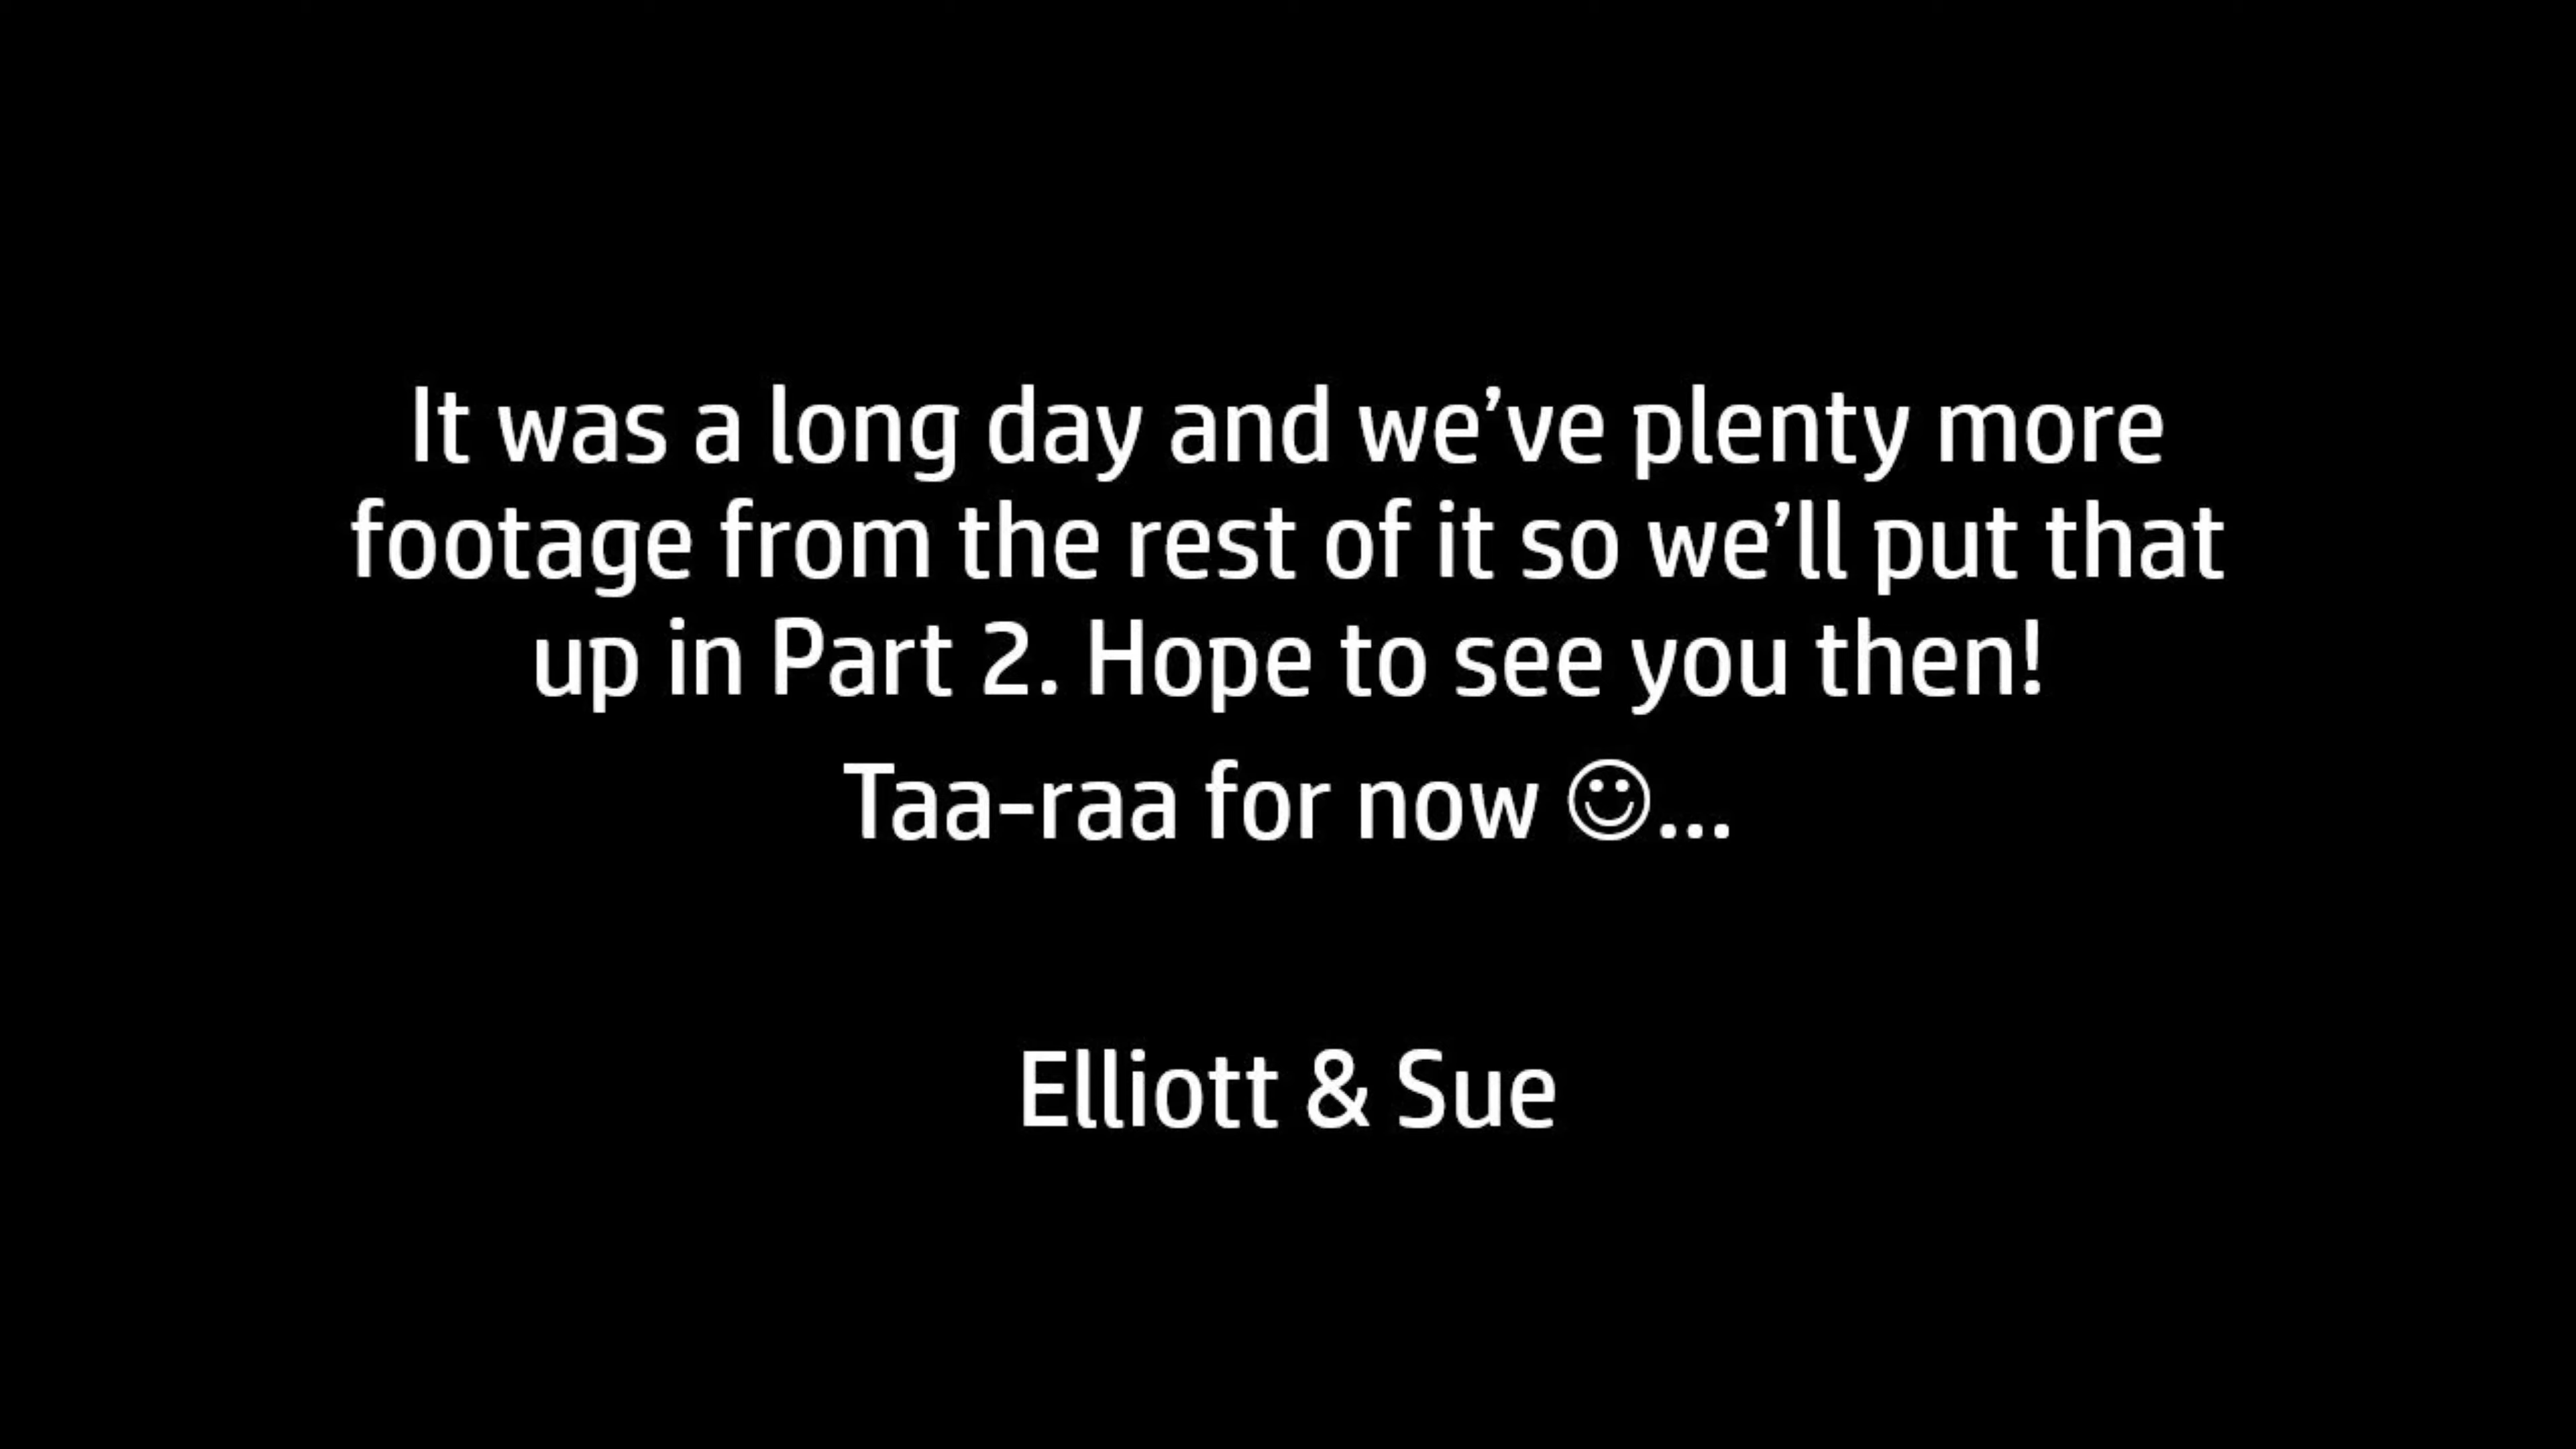 It was a long day and we’ve plenty more
footage from the rest of it so we’ll put that
up in Part 2. Hope to see you then!
Taa-raa for now ☺...
Elliott & Sue